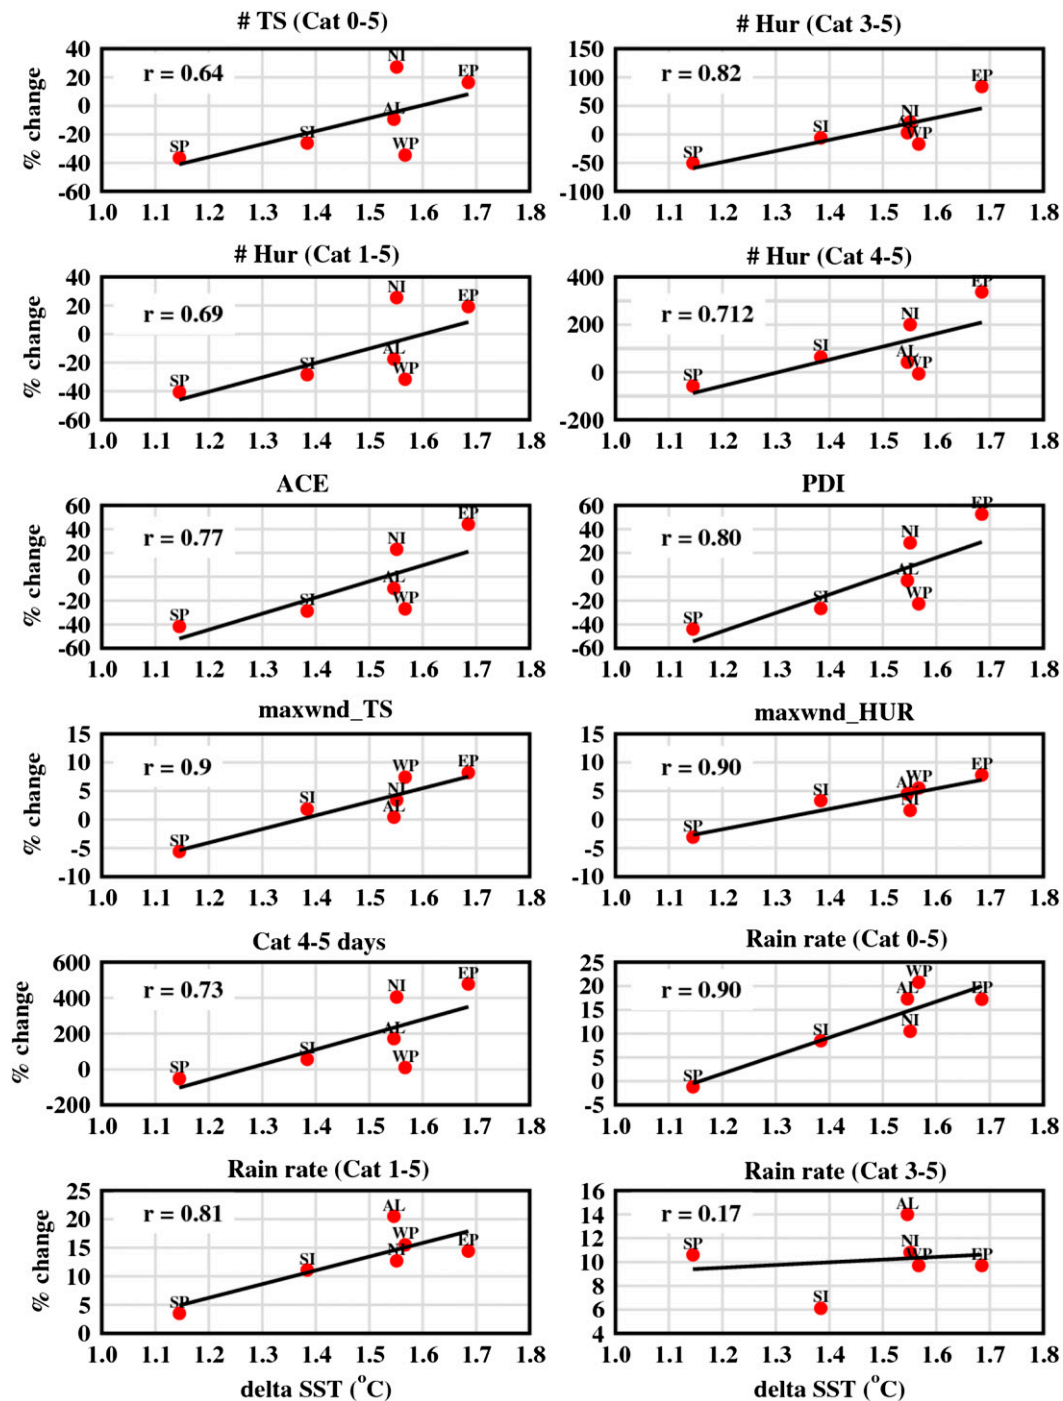 # TS (Cat 0-5)
% change
40
20
0
-20
-40
-60
r = 0.64
SP
SI
AL
NI
WP
EP
1.0 1.1 1.2 1.3 1.4 1.5 1.6 1.7 1.8
# Hur (Cat 3-5)
150
100
50
0
-50
-100
r = 0.82
SP
SI
NI
AL
WP
EP
1.0 1.1 1.2 1.3 1.4 1.5 1.6 1.7 1.8
# Hur (Cat 1-5)
% change
40
20
0
-20
-40
-60
r = 0.69
SP
SI
AL
NI
WP
EP
1.0 1.1 1.2 1.3 1.4 1.5 1.6 1.7 1.8
# Hur (Cat 4-5)
400
200
0
-200
r = 0.712
SP
SI
NI
AL
WP
EP
1.0 1.1 1.2 1.3 1.4 1.5 1.6 1.7 1.8
ACE
% change
60
40
20
0
-20
-40
-60
r = 0.77
SP
SI
NI
AL
WP
EP
1.0 1.1 1.2 1.3 1.4 1.5 1.6 1.7 1.8
PDI
60
40
20
0
-20
-40
-60
r = 0.80
SP
SI
NI
AL
WP
EP
1.0 1.1 1.2 1.3 1.4 1.5 1.6 1.7 1.8
maxwnd_TS
% change
15
10
5
0
-5
-10
r = 0.9
SP
SI
WP
NI
AL
EP
1.0 1.1 1.2 1.3 1.4 1.5 1.6 1.7 1.8
maxwnd_HUR
15
10
5
0
-5
-10
r = 0.90
SP
SI
WP
AL
NI
EP
1.0 1.1 1.2 1.3 1.4 1.5 1.6 1.7 1.8
Cat 4-5 days
% change
600
400
200
0
-200
r = 0.73
SP
SI
NI
AL
WP
EP
1.0 1.1 1.2 1.3 1.4 1.5 1.6 1.7 1.8
Rain rate (Cat 0-5)
25
20
15
10
5
0
-5
r = 0.90
SP
SI
WP
AL
NI
EP
1.0 1.1 1.2 1.3 1.4 1.5 1.6 1.7 1.8
Rain rate (Cat 1-5)
% change
25
20
15
10
5
0
r = 0.81
SP
SI
AL
WP
NI
EP
1.0 1.1 1.2 1.3 1.4 1.5 1.6 1.7 1.8
delta SST (°C)
Rain rate (Cat 3-5)
16
14
12
10
8
6
4
r = 0.17
SP
SI
AL
NI
WP
EP
1.0 1.1 1.2 1.3 1.4 1.5 1.6 1.7 1.8
delta SST (°C)